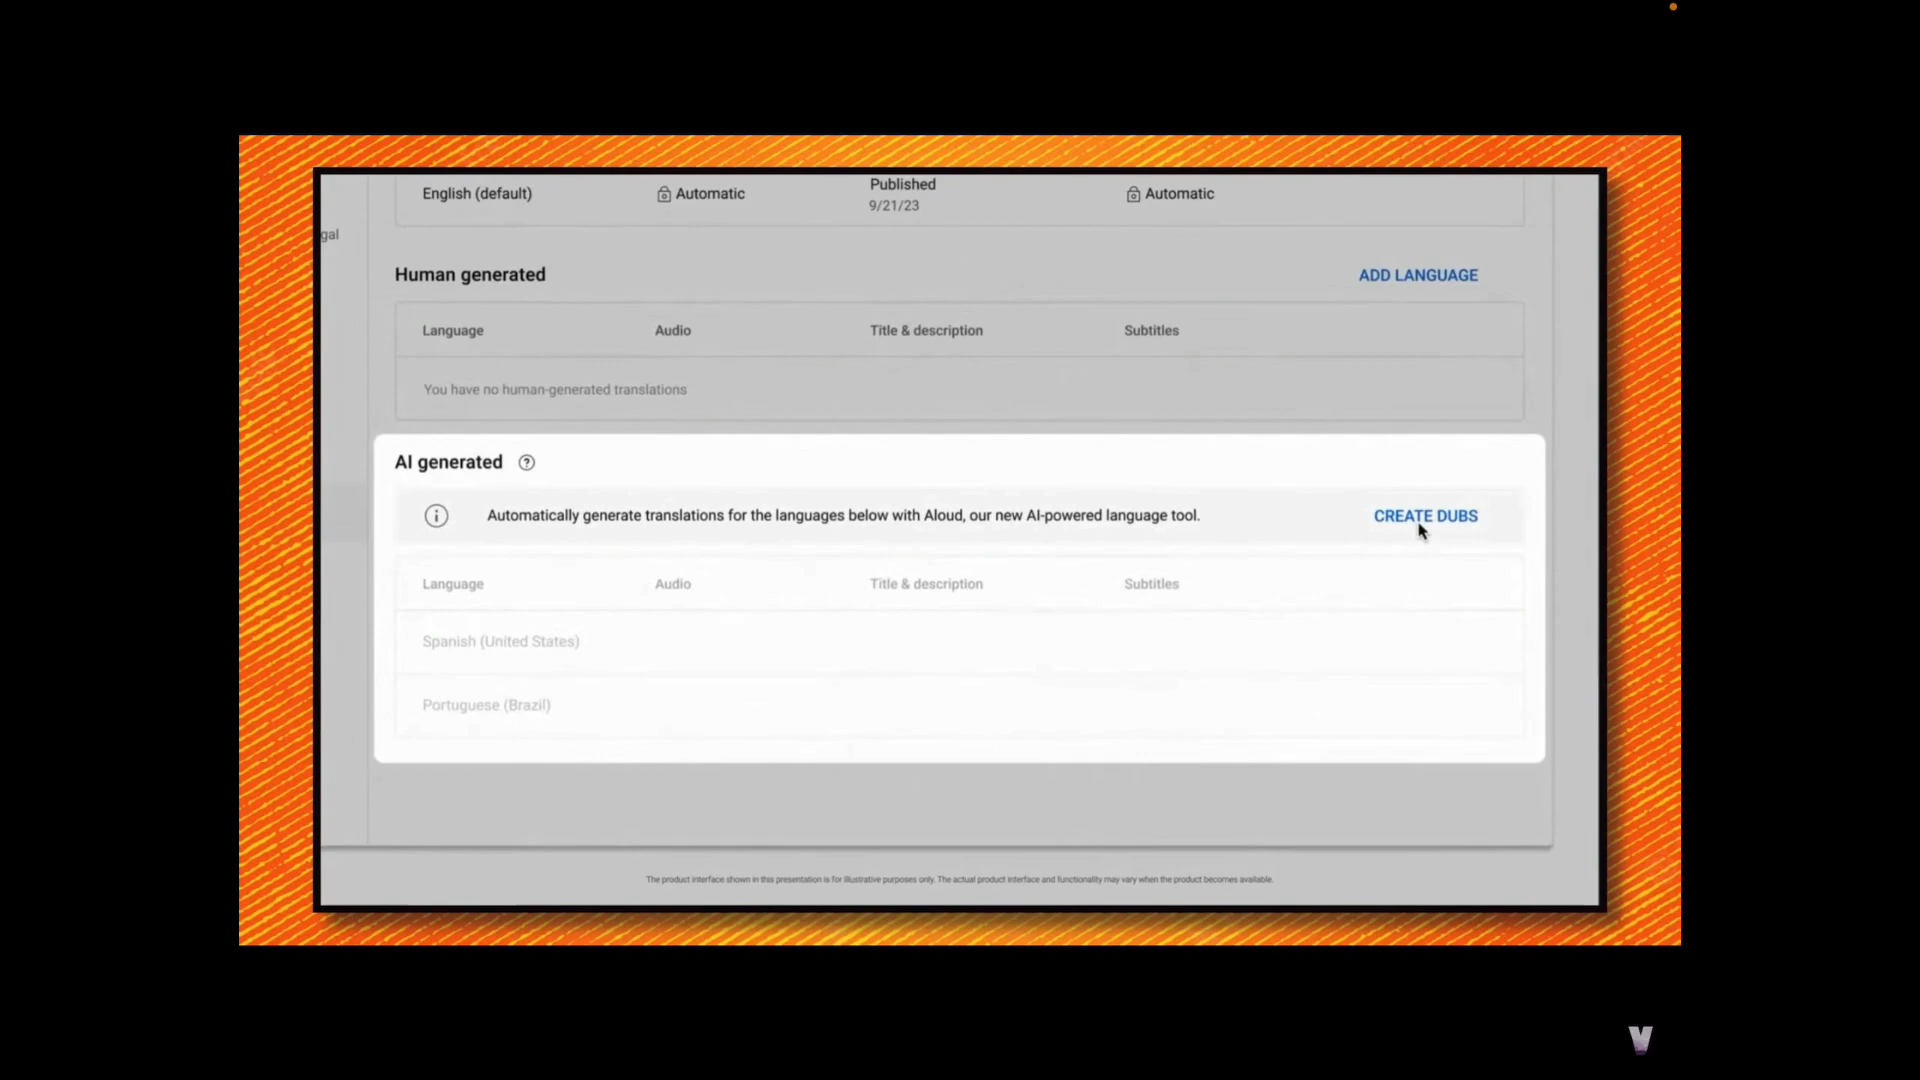 English (default) Automatic Published Automatic
9/21/23
gal
Human generated ADD LANGUAGE
Language Audio Title & description Subtitles
You have no human-generated translations
AI generated ?
Automatically generate translations for the languages below with Aloud, our new AI-powered language tool. CREATE DUBS
Language Audio Title & description Subtitles
Spanish (United States)
Portuguese (Brazil)
The product interface shown in this presentation is for illustrative purposes only. The actual product interface and functionality may vary when the product becomes available.
V